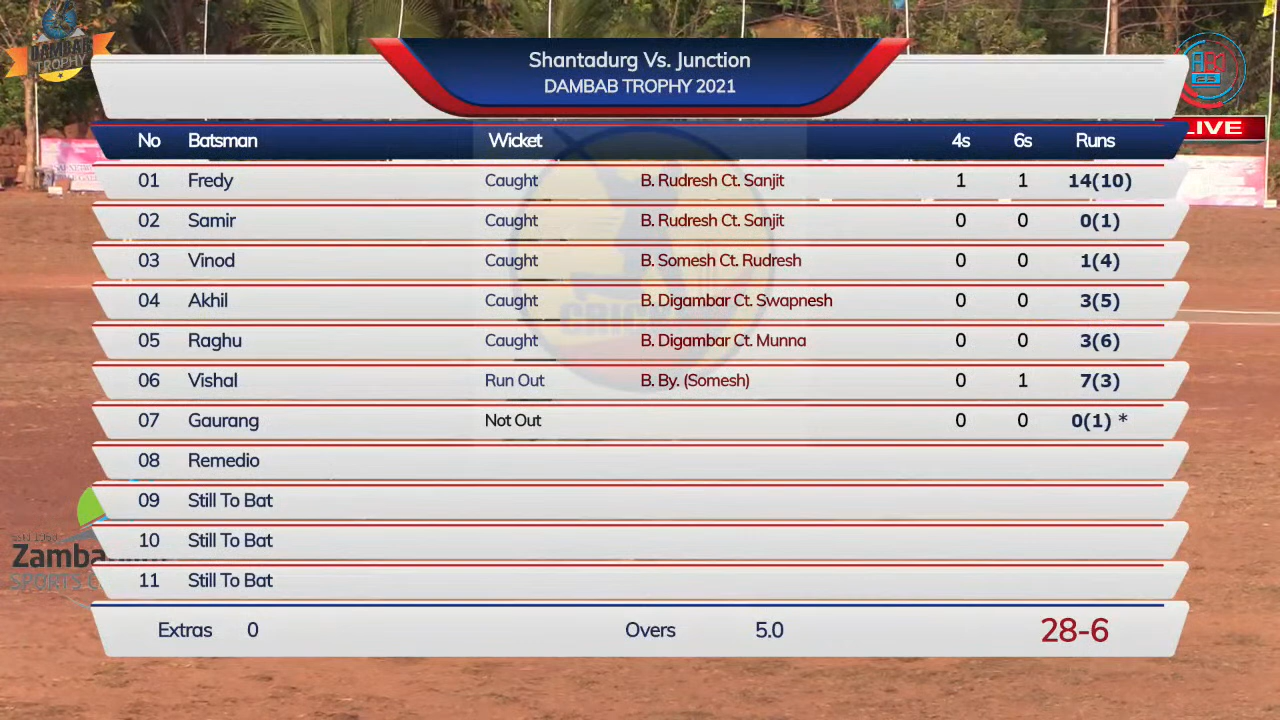 DAMBAB
TROPHY
Shantadurg Vs. Junction
DAMBAB TROPHY 2021
LIVE
No Batsman Wicket 4s 6s Runs
01 Fredy Caught B. Rudresh Ct. Sanjit 1 1 14(10)
02 Samir Caught B. Rudresh Ct. Sanjit 0 0 0(1)
03 Vinod Caught B. Somesh Ct. Rudresh 0 0 1(4)
04 Akhil Caught B. Digambar Ct. Swapnesh 0 0 3(5)
05 Raghu Caught B. Digambar Ct. Munna 0 0 3(6)
06 Vishal Run Out B. By. (Somesh) 0 1 7(3)
07 Gaurang Not Out 0 0 0(1) *
08 Remedio
09 Still To Bat
10 Still To Bat
11 Still To Bat
Extras 0 Overs 5.0 28-6
SPORTS